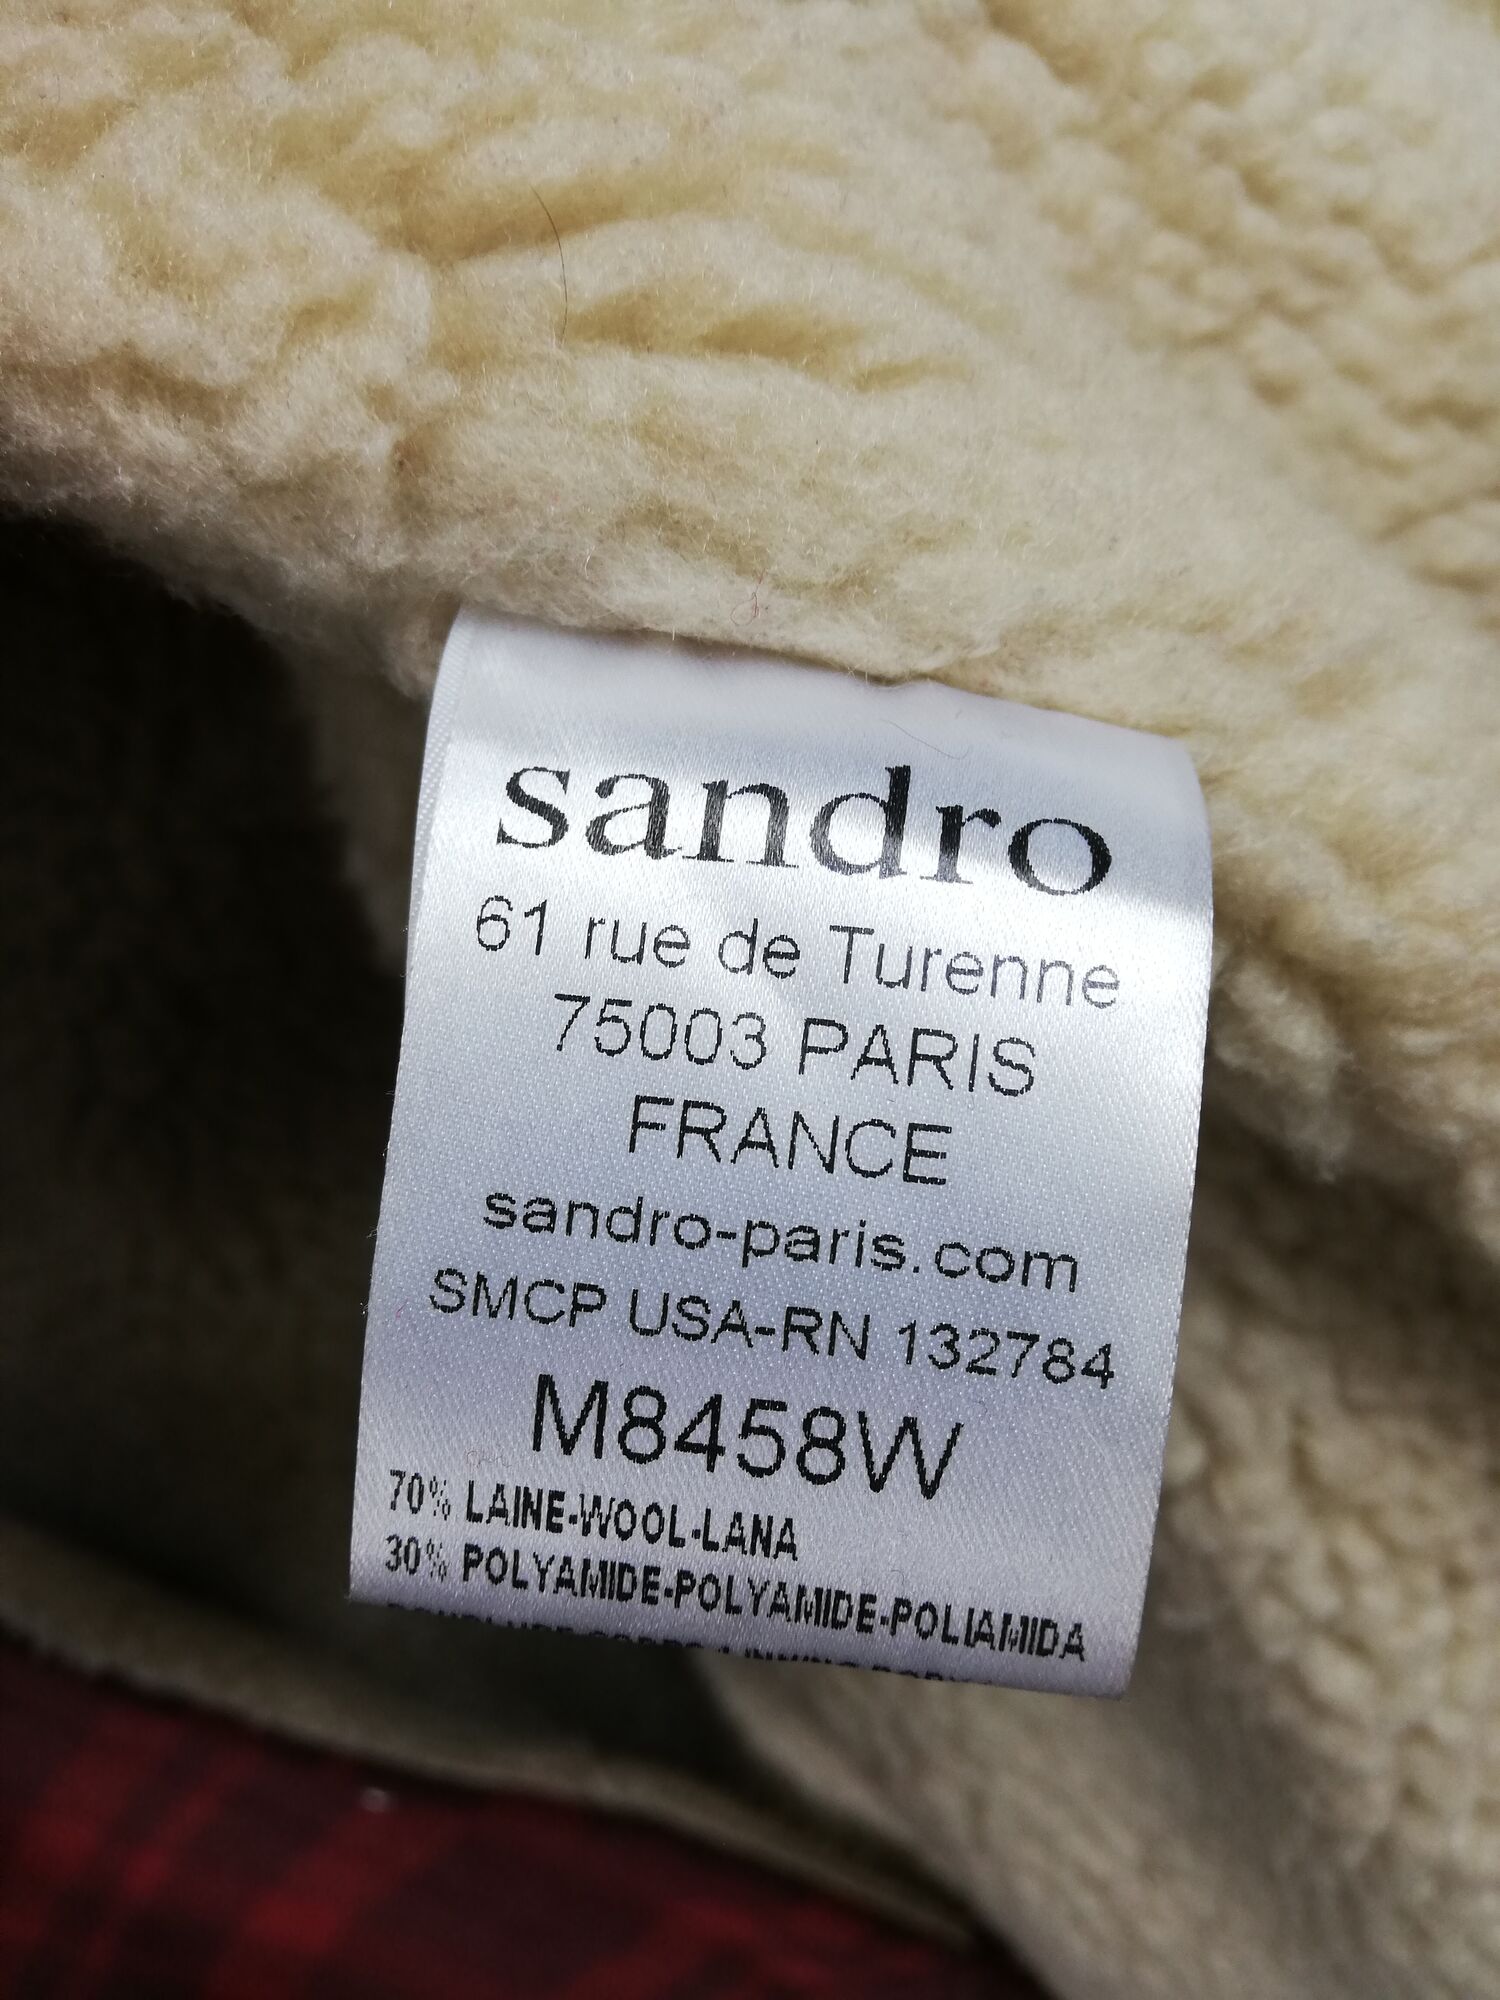 sandro
61 rue de Turenne
75003 PARIS
FRANCE
sandro-paris.com
SMCP USA-RN 132784
M8458W
70% LAINE-WOOL-LANA
30% POLYAMIDE-POLYAMIDE-POLIAMIDA